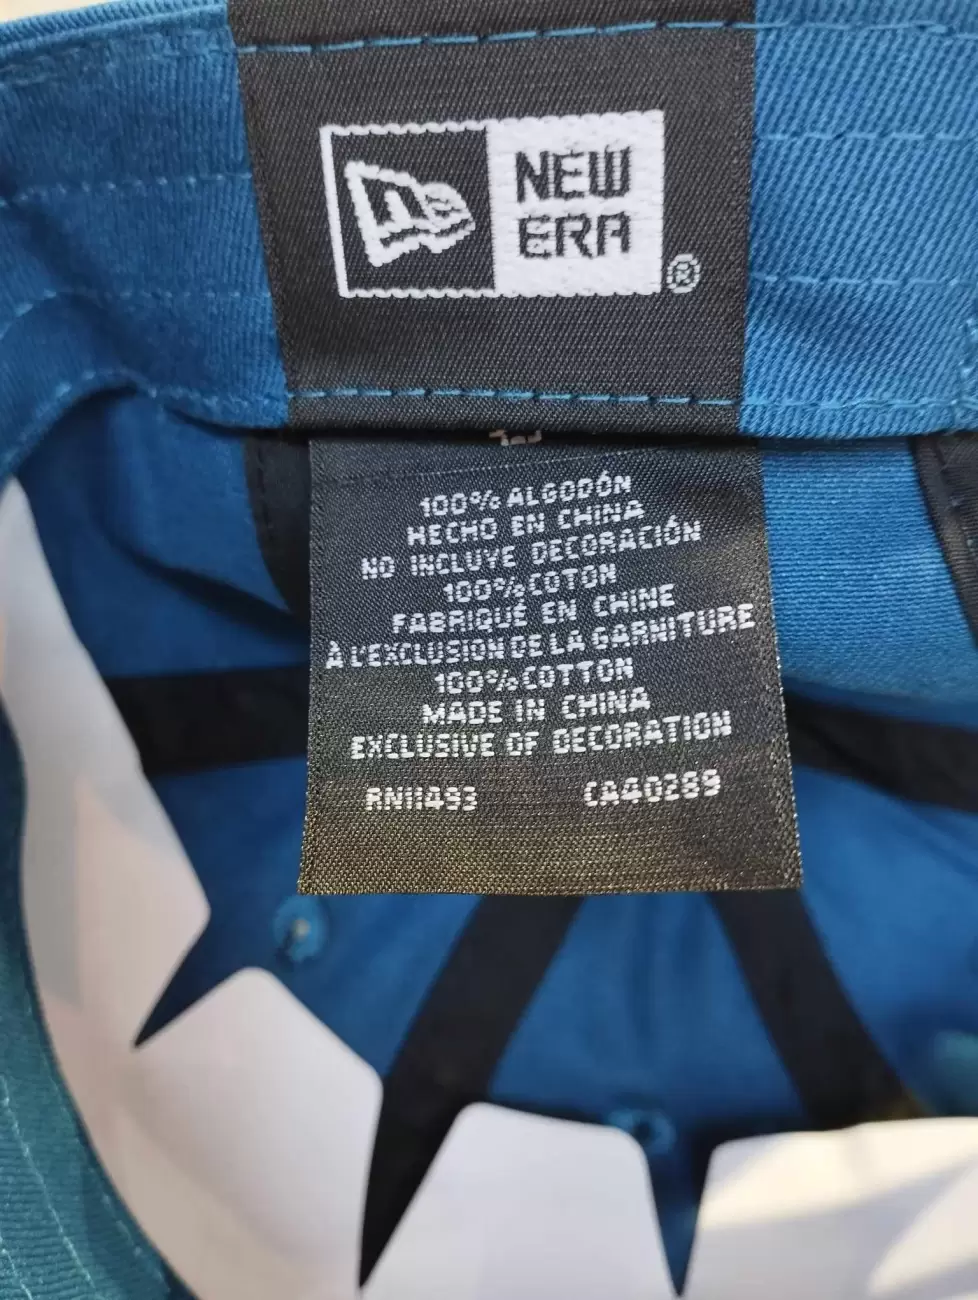 NEW
ERA
®
100% ALGODÓN
HECHO EN CHINA
NO INCLUYE DECORACIÓN
100% COTON
FABRIQUÉ EN CHINE
À L'EXCLUSION DE LA GARNITURE
100% COTTON
MADE IN CHINA
EXCLUSIVE OF DECORATION
RN11493 CA40289